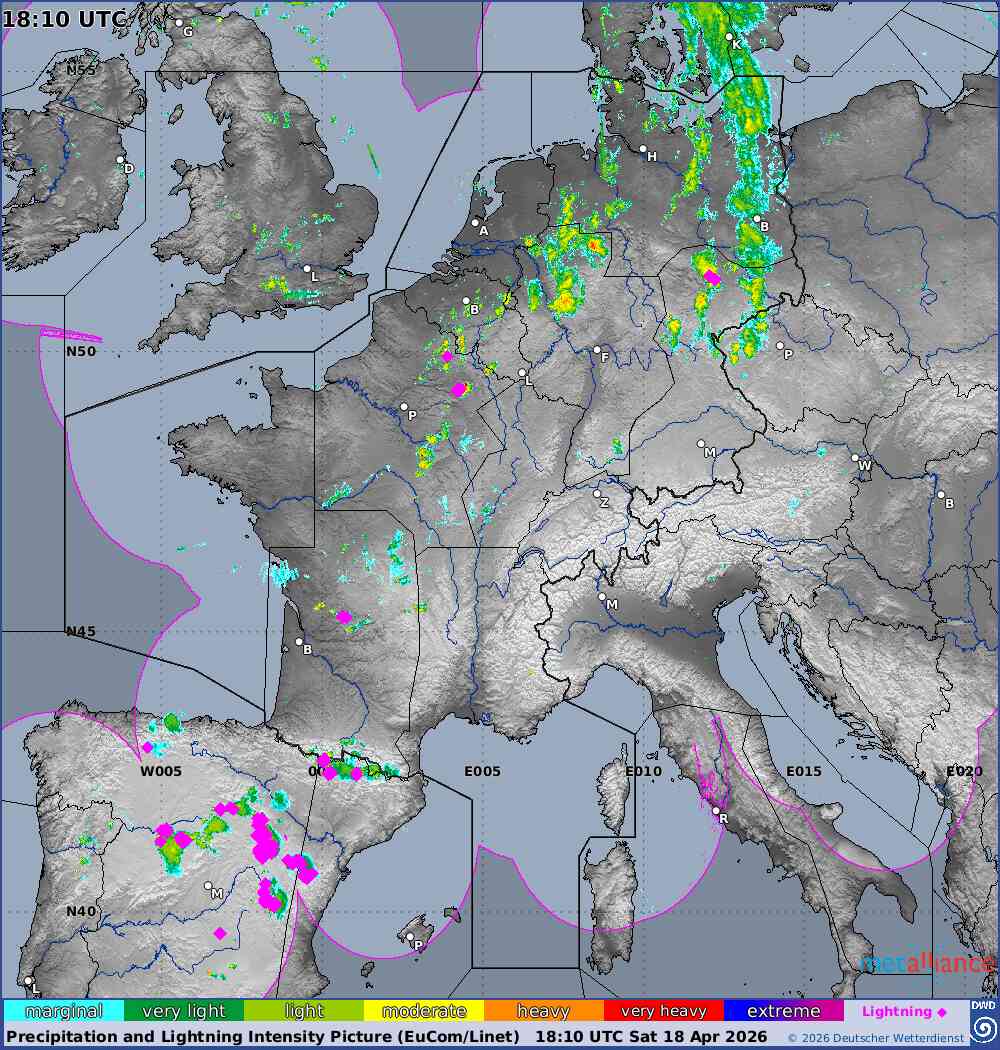 18:10 UTC
G
K
N55
H
D
A
B
L
B
N50
F
P
L
P
M
W
B
Z
M
N45
B
W005
00
E005
E010
E015
E020
R
M
N40
P
L
metalliance
marginal very light light moderate heavy very heavy extreme Lightning
DWD
Precipitation and Lightning Intensity Picture (EuCom/Linet) 18:10 UTC Sat 18 Apr 2026 © 2026 Deutscher Wetterdienst